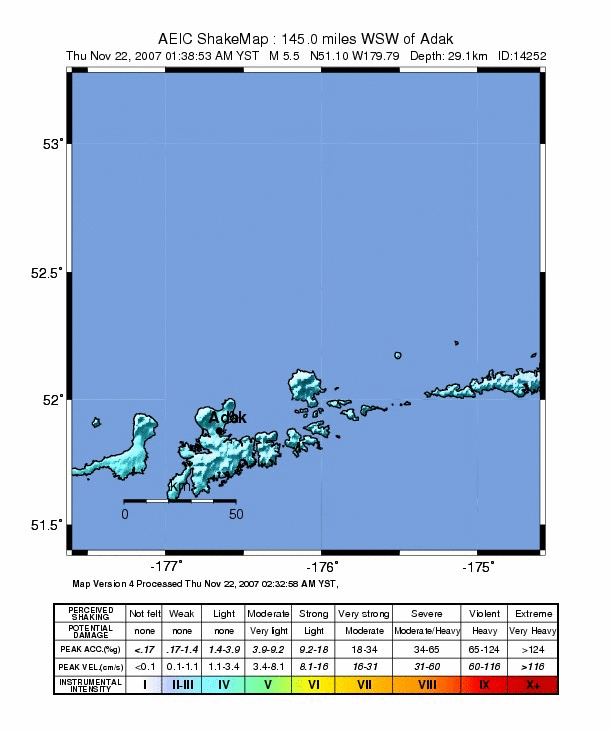 AEIC ShakeMap : 145.0 miles WSW of Adak
Thu Nov 22, 2007 01:38:53 AM YST M 5.5 N51.10 W179.79 Depth: 29.1km ID:14252
53°
52.5°
52°
Adak
km
0 50
51.5°
-177° -176° -175°
Map Version 4 Processed Thu Nov 22, 2007 02:32:58 AM YST,
PERCEIVED SHAKING Not felt Weak Light Moderate Strong Very strong Severe Violent Extreme
POTENTIAL DAMAGE none none none Very light Light Moderate Moderate/Heavy Heavy Very Heavy
PEAK ACC.(%g) <.17 .17-1.4 1.4-3.9 3.9-9.2 9.2-18 18-34 34-65 65-124 >124
PEAK VEL.(cm/s) <0.1 0.1-1.1 1.1-3.4 3.4-8.1 8.1-16 16-31 31-60 60-116 >116
INSTRUMENTAL INTENSITY I II-III IV V VI VII VIII IX X+